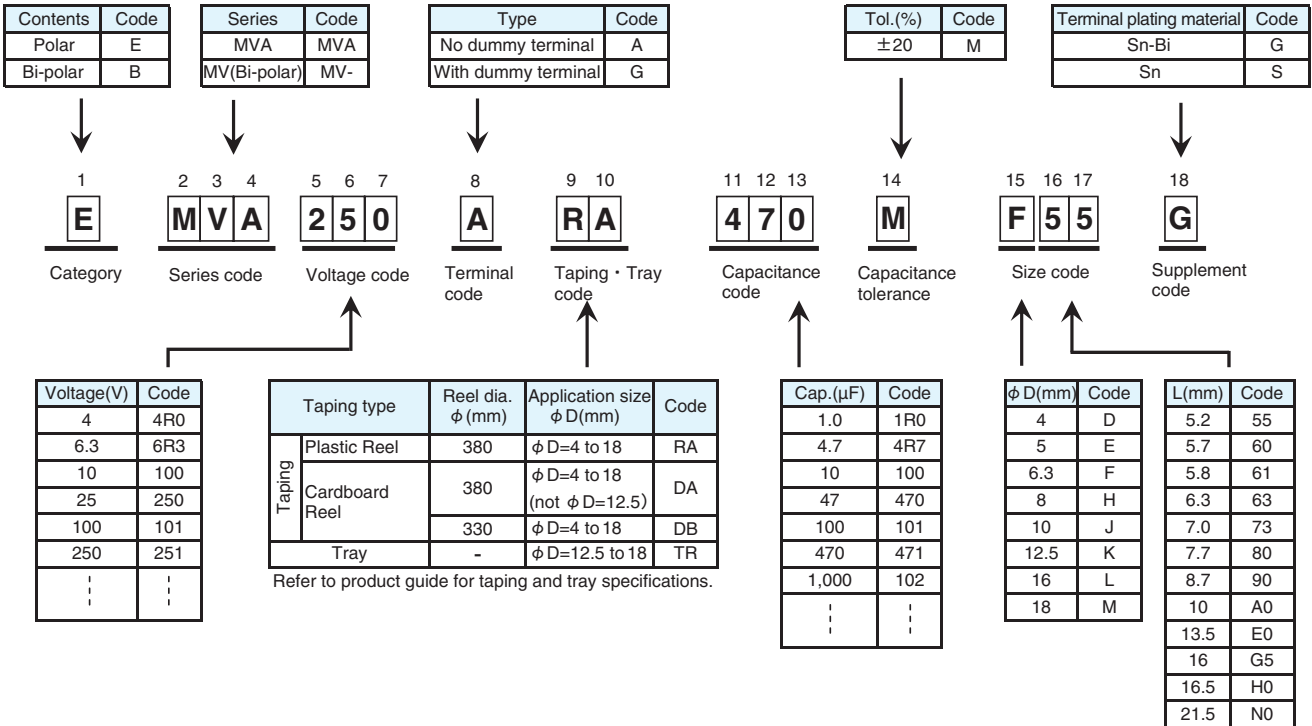 Contents Code
Polar E
Bi-polar B
Series Code
MVA MVA
MV(Bi-polar) MV-
Type Code
No dummy terminal A
With dummy terminal G
Tol.(%) Code
±20 M
Terminal plating material Code
Sn-Bi G
Sn S
1 2 3 4 5 6 7 8 9 10 11 12 13 14 15 16 17 18
E M V A 2 5 0 A R A 4 7 0 M F 5 5 G
Category
Series code
Voltage code
Terminal
code
Taping・Tray
code
Capacitance
code
Capacitance
tolerance
Size code
Supplement
code
Voltage(V) Code
4 4R0
6.3 6R3
10 100
25 250
100 101
250 251
Taping type Reel dia. φ(mm) Application size φD(mm) Code
Taping
Plastic Reel 380 φD=4 to 18 RA
Cardboard Reel 380 φD=4 to 18 (not φD=12.5) DA
330 φD=4 to 18 DB
Tray - φD=12.5 to 18 TR
Refer to product guide for taping and tray specifications.
Cap.(μF) Code
1.0 1R0
4.7 4R7
10 100
47 470
100 101
470 471
1,000 102
φD(mm) Code
4 D
5 E
6.3 F
8 H
10 J
12.5 K
16 L
18 M
L(mm) Code
5.2 55
5.7 60
5.8 61
6.3 63
7.0 73
7.7 80
8.7 90
10 A0
13.5 E0
16 G5
16.5 H0
21.5 N0